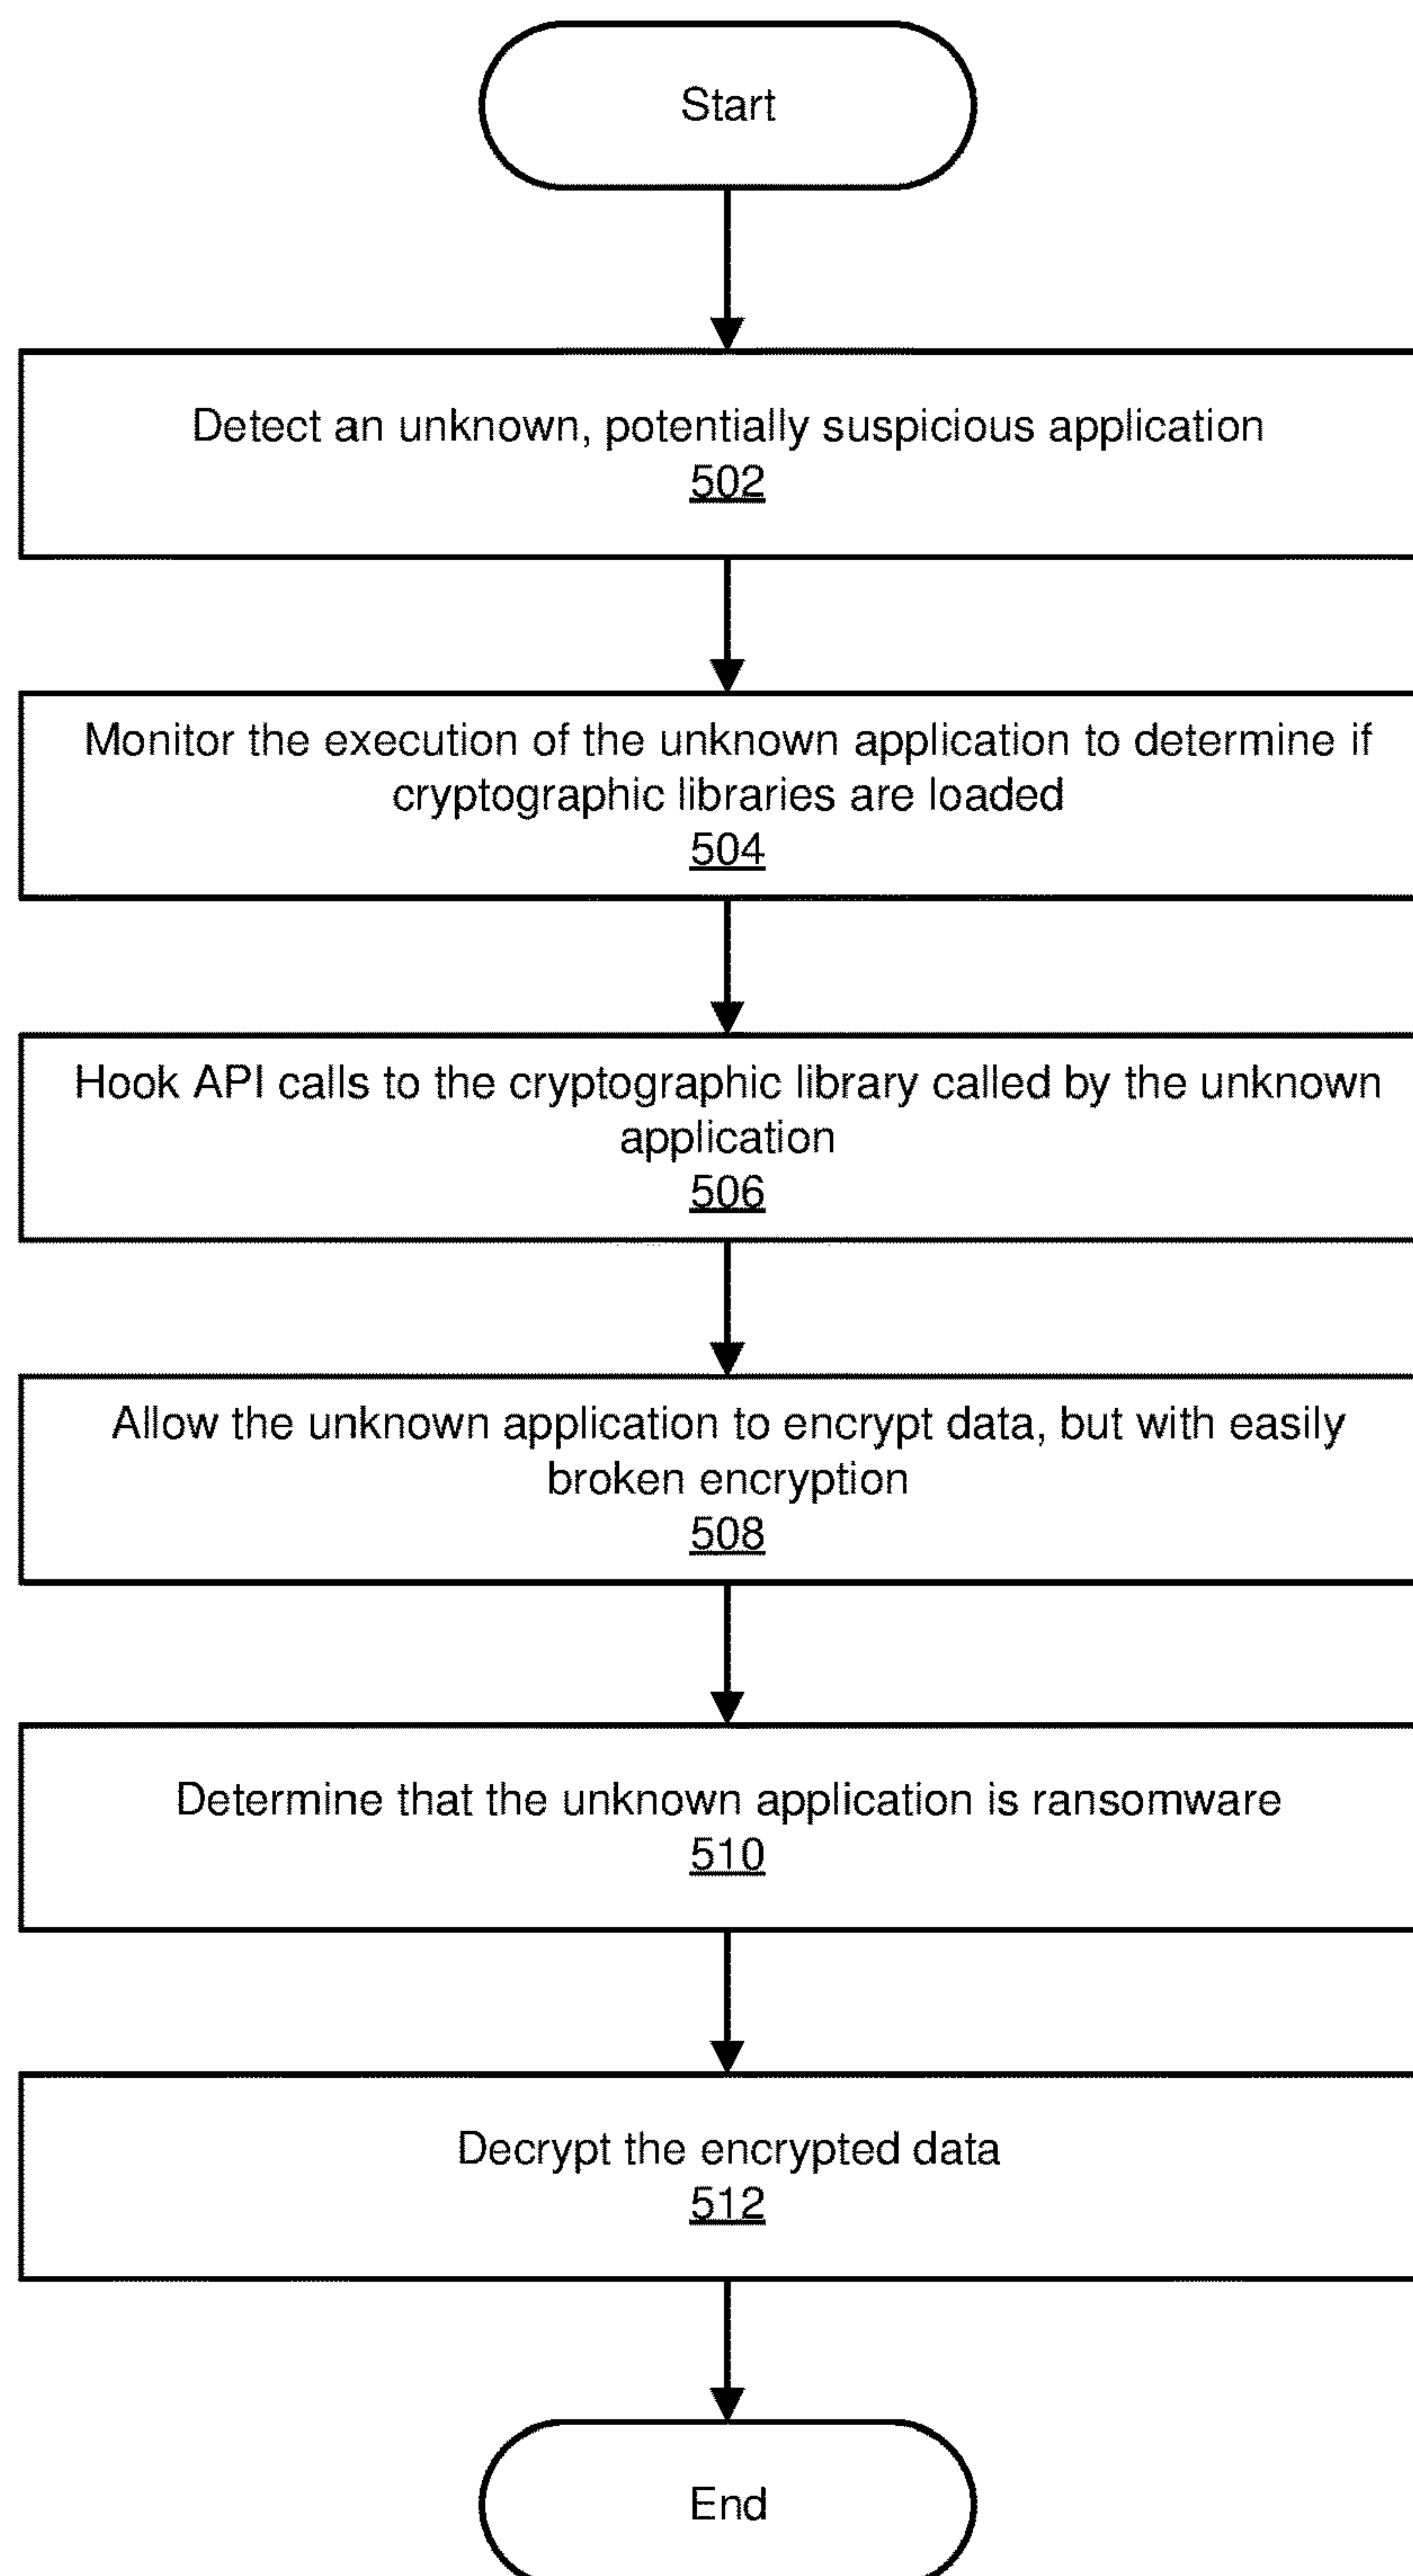 Start
Detect an unknown, potentially suspicious application
502
Monitor the execution of the unknown application to determine if
cryptographic libraries are loaded
504
Hook API calls to the cryptographic library called by the unknown
application
506
Allow the unknown application to encrypt data, but with easily
broken encryption
508
Determine that the unknown application is ransomware
510
Decrypt the encrypted data
512
End